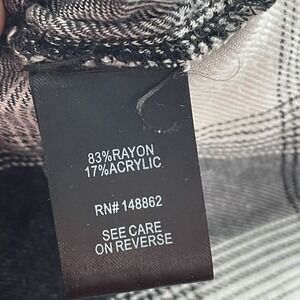 83%RAYON
17%ACRYLIC
RN# 148862
SEE CARE
ON REVERSE